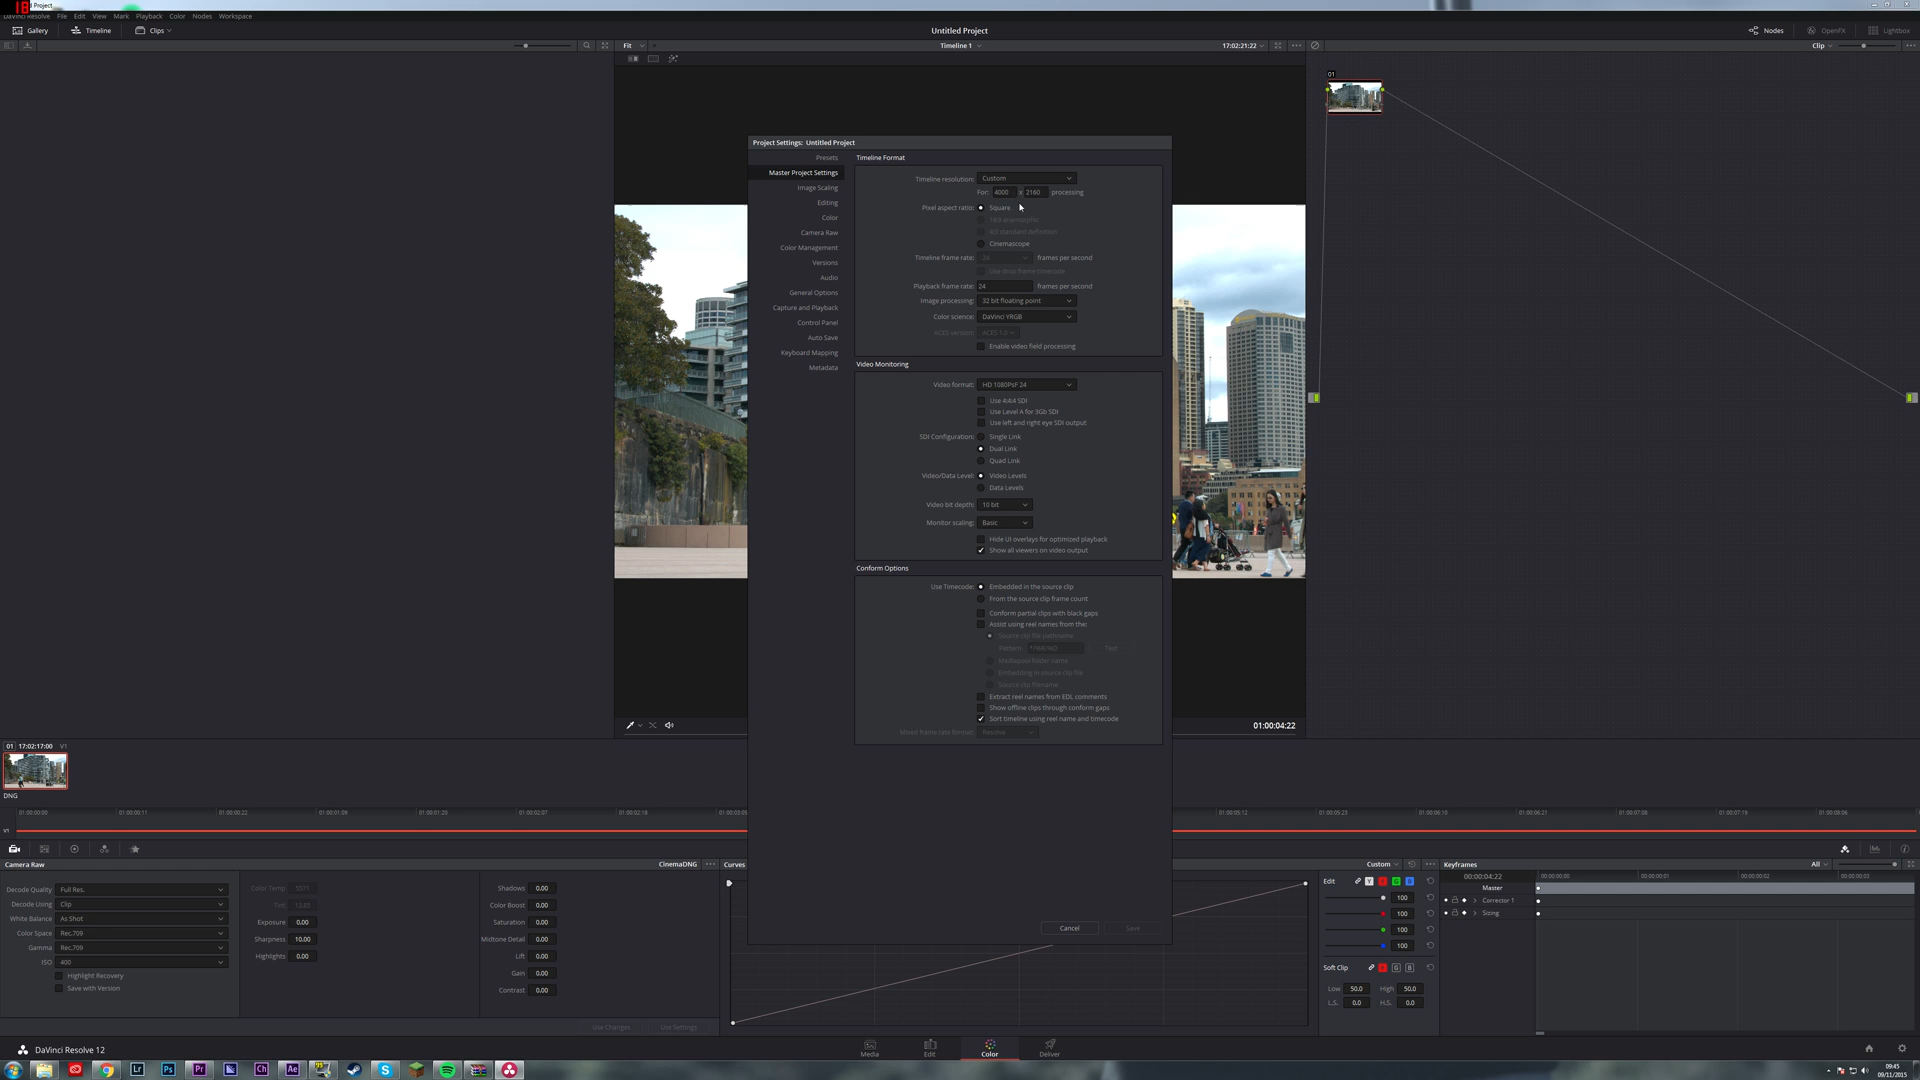 18
d Project
DaVinci Resolve File Edit View Mark Playback Color Nodes Workspace
Gallery Timeline Clips Untitled Project Nodes OpenFX Lightbox
Fit Timeline 1 17:02:21:22 Clip
01
Project Settings: Untitled Project
Presets
Master Project Settings
Image Scaling
Editing
Color
Camera Raw
Color Management
Versions
Audio
General Options
Capture and Playback
Control Panel
Auto Save
Keyboard Mapping
Metadata
Timeline Format
Timeline resolution: Custom
For: 4000 x 2160 processing
Pixel aspect ratio: Square
16:9 anamorphic
4:3 standard definition
Cinemascope
Timeline frame rate: 24 frames per second
Use drop frame timecode
Playback frame rate: 24 frames per second
Image processing: 32 bit floating point
Color science: DaVinci YRGB
ACES version: ACES 1.0
Enable video field processing
Video Monitoring
Video format: HD 1080PsF 24
Use 4:4:4 SDI
Use Level A for 3Gb SDI
Use left and right eye SDI output
SDI Configuration: Single Link
Dual Link
Quad Link
Video/Data Level: Video Levels
Data Levels
Video bit depth: 10 bit
Monitor scaling: Basic
Hide UI overlays for optimized playback
Show all viewers on video output
Conform Options
Use Timecode: Embedded in the source clip
From the source clip frame count
Conform partial clips with black gaps
Assist using reel names from the:
Source clip file pathname
Pattern: Test
Mediapool folder name
Embedding in source clip file
Source clip filename
Extract reel names from EDL comments
Show offline clips through conform gaps
Sort timeline using reel name and timecode
Mixed frame rate format: Resolve
Cancel Save
01:00:04:22
01 17:02:17:00 V1
DNG
01:00:00:00 01:00:00:11 01:00:00:22 01:00:01:09 01:00:01:20 01:00:02:07 01:00:02:18 01:00:05:12 01:00:05:23 01:00:06:10 01:00:06:21 01:00:07:08 01:00:07:19 01:00:08:06
V1
Camera Raw CinemaDNG Curves Custom Keyframes All
Decode Quality Full Res.
Decode Using Clip
White Balance As Shot
Color Space Rec.709
Gamma Rec.709
ISO 400
Highlight Recovery
Save with Version
Color Temp 5571
Tint
Exposure 0.00
Sharpness 10.00
Highlights 0.00
Shadows 0.00
Color Boost 0.00
Saturation 0.00
Midtone Detail 0.00
Lift 0.00
Gain 0.00
Contrast 0.00
Use Changes Use Settings
Edit Y R G B
100
100
100
100
Soft Clip R G B
Low 50.0 High 50.0
L.S. 0.0 H.S. 0.0
00:00:04:22 00:00:00:00 00:00:00:01 00:00:00:02 00:00:00:03
Master
Corrector 1
Sizing
DaVinci Resolve 12 Media Edit Color Deliver
Lr Ps Pr Ch Ae
09:45
09/11/2015